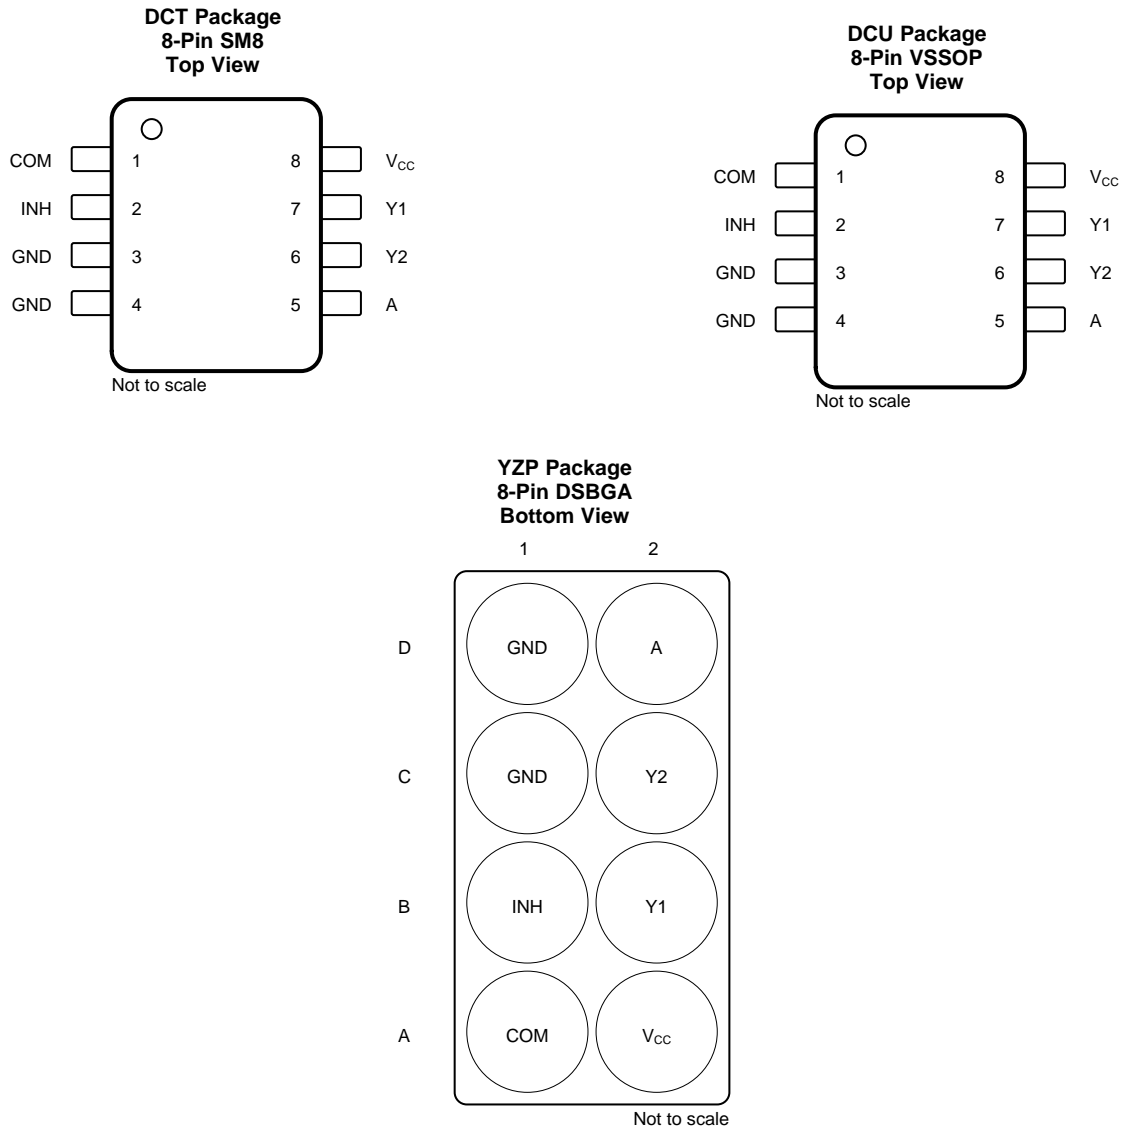 DCT Package
8-Pin SM8
Top View
COM 1 8 VCC
INH 2 7 Y1
GND 3 6 Y2
GND 4 5 A
Not to scale
DCU Package
8-Pin VSSOP
Top View
COM 1 8 VCC
INH 2 7 Y1
GND 3 6 Y2
GND 4 5 A
Not to scale
YZP Package
8-Pin DSBGA
Bottom View
1 2
D GND A
C GND Y2
B INH Y1
A COM VCC
Not to scale